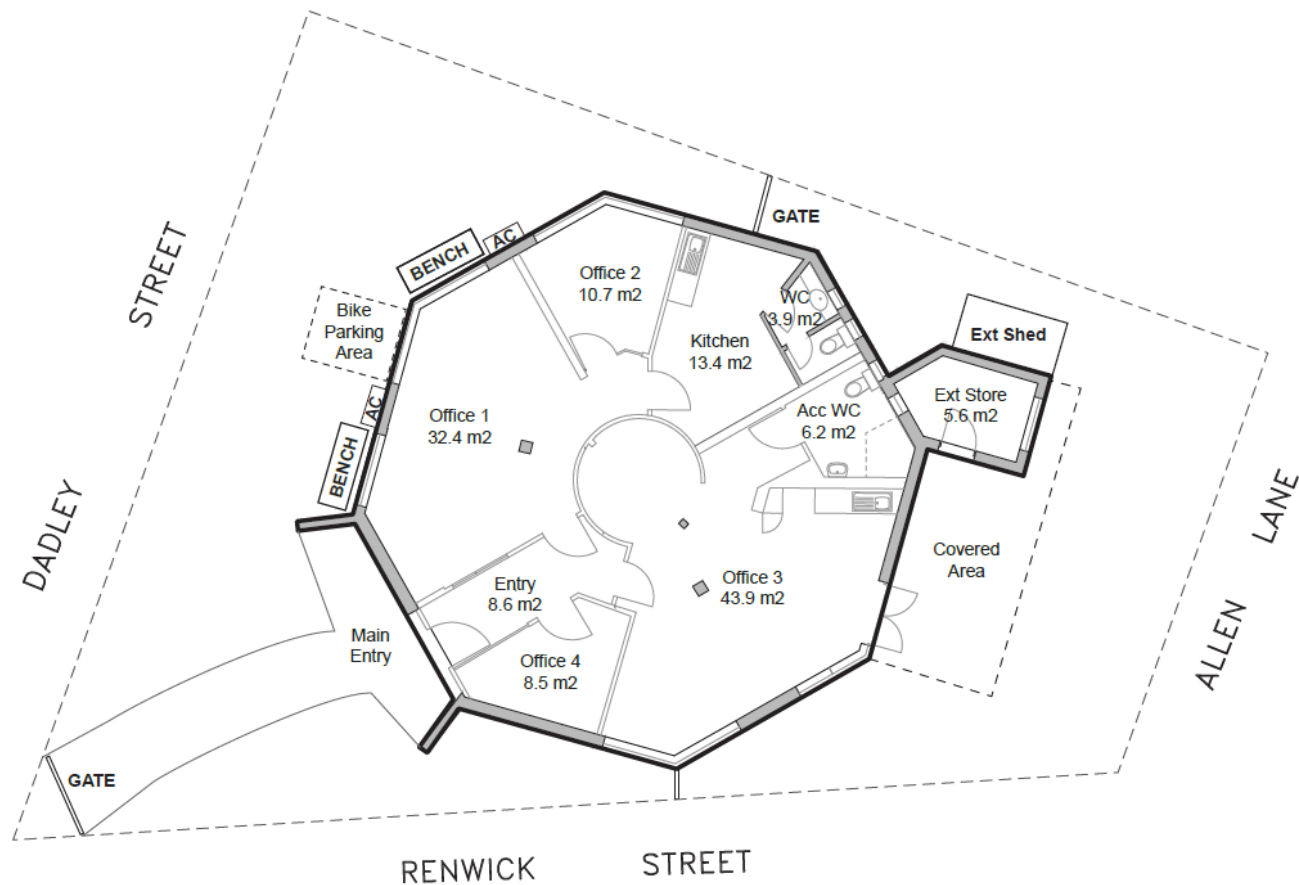 GATE
STREET
BENCH
AC
Office 2
10.7 m2
WC
3.9 m2
Bike
Parking
Area
Kitchen
13.4 m2
Ext Shed
AC
Office 1
32.4 m2
Acc WC
6.2 m2
Ext Store
5.6 m2
BENCH
DADLEY
LANE
Covered
Area
Office 3
43.9 m2
Entry
8.6 m2
Main
Entry
Office 4
8.5 m2
ALLEN
GATE
RENWICK STREET